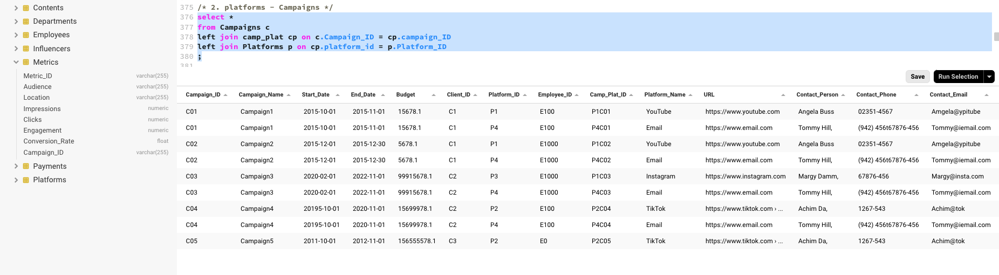 Contents
Departments
Employees
Influencers
Metrics
Metric_ID varchar(255)
Audience varchar(255)
Location varchar(255)
Impressions numeric
Clicks numeric
Engagement numeric
Conversion_Rate float
Campaign_ID varchar(255)
Payments
Platforms
375 /* 2. platforms - Campaigns */
376 select *
377 from Campaigns c
378 left join camp_plat cp on c.Campaign_ID = cp.campaign_ID
379 left join Platforms p on cp.platform_id = p.Platform_ID
380 ;
381
Save Run Selection
Campaign_ID Campaign_Name Start_Date End_Date Budget Client_ID Platform_ID Employee_ID Camp_Plat_ID Platform_Name URL Contact_Person Contact_Phone Contact_Email
C01 Campaign1 2015-10-01 2015-11-01 15678.1 C1 P1 E100 P1C01 YouTube https://www.youtube.com Angela Buss 02351-4567 Amgela@ypitube
C01 Campaign1 2015-10-01 2015-11-01 15678.1 C1 P4 E100 P4C01 Email https://www.email.com Tommy Hill, (942) 456t67876-456 Tommy@iemail.com
C02 Campaign2 2015-12-01 2015-12-30 5678.1 C1 P1 E1000 P1C02 YouTube https://www.youtube.com Angela Buss 02351-4567 Amgela@ypitube
C02 Campaign2 2015-12-01 2015-12-30 5678.1 C1 P4 E1000 P4C02 Email https://www.email.com Tommy Hill, (942) 456t67876-456 Tommy@iemail.com
C03 Campaign3 2020-02-01 2022-11-01 99915678.1 C2 P3 E1000 P1C03 Instagram https://www.instagram.com Margy Damm, 67876-456 Margy@insta.com
C03 Campaign3 2020-02-01 2022-11-01 99915678.1 C2 P4 E1000 P4C03 Email https://www.email.com Tommy Hill, (942) 456t67876-456 Tommy@iemail.com
C04 Campaign4 20195-10-01 2020-11-01 15699978.1 C2 P2 E100 P2C04 TikTok https://www.tiktok.com › ... Achim Da, 1267-543 Achim@tok
C04 Campaign4 20195-10-01 2020-11-01 15699978.1 C2 P4 E100 P4C04 Email https://www.email.com Tommy Hill, (942) 456t67876-456 Tommy@iemail.com
C05 Campaign5 2011-10-01 2012-11-01 156555578.1 C3 P2 E0 P2C05 TikTok https://www.tiktok.com › ... Achim Da, 1267-543 Achim@tok